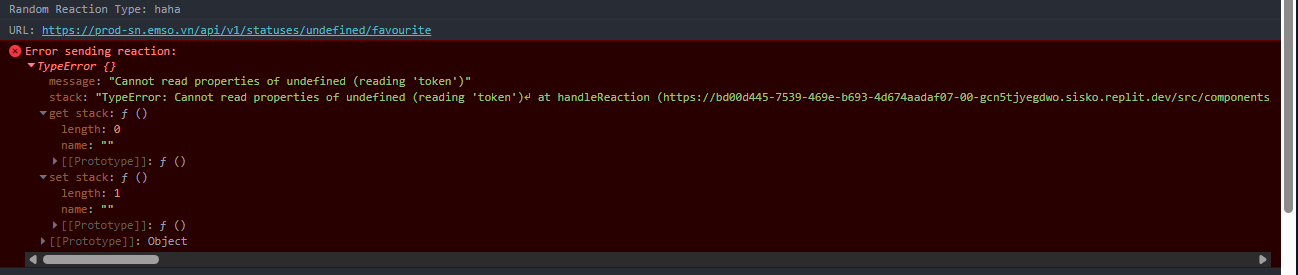 Random Reaction Type: haha
URL: https://prod-sn.emso.vn/api/v1/statuses/undefined/favourite
Error sending reaction:
TypeError {}
message: "Cannot read properties of undefined (reading 'token')"
stack: "TypeError: Cannot read properties of undefined (reading 'token')↵ at handleReaction (https://bd00d445-7539-469e-b693-4d674aadaf07-00-gcn5tjyegdwo.sisko.replit.dev/src/components
get stack: ƒ ()
length: 0
name: ""
[[Prototype]]: ƒ ()
set stack: ƒ ()
length: 1
name: ""
[[Prototype]]: ƒ ()
[[Prototype]]: Object